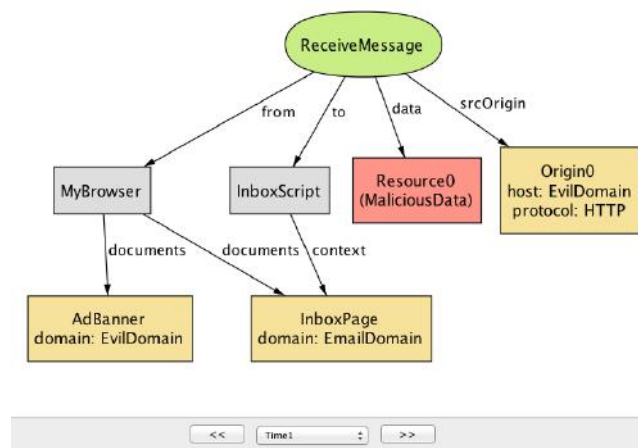 ReceiveMessage
from
to
data
srcOrigin
MyBrowser
InboxScript
Resource0
(MaliciousData)
Origin0
host: EvilDomain
protocol: HTTP
documents
documents
context
AdBanner
domain: EvilDomain
InboxPage
domain: EmailDomain
<<
Time1
>>